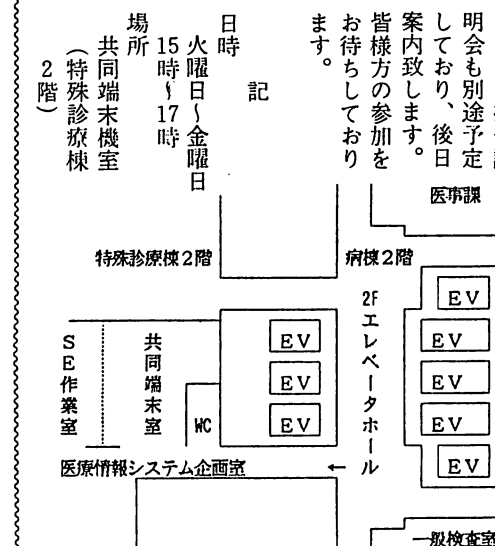 明会も別途予定
しており、後日
案内致します。
皆様方の参加を
お待ちしており
ます。
記
日時
火曜日~金曜日
15時~17時
場所
共同端末機室
(特殊診療棟
2階)
医事課
特殊診療棟2階
病棟2階
2Fエレベータホール
EV
EV
EV
EV
EV
EV
EV
EV
SE作業室
共同端末室
WC
医療情報システム企画室
←
一般検査室